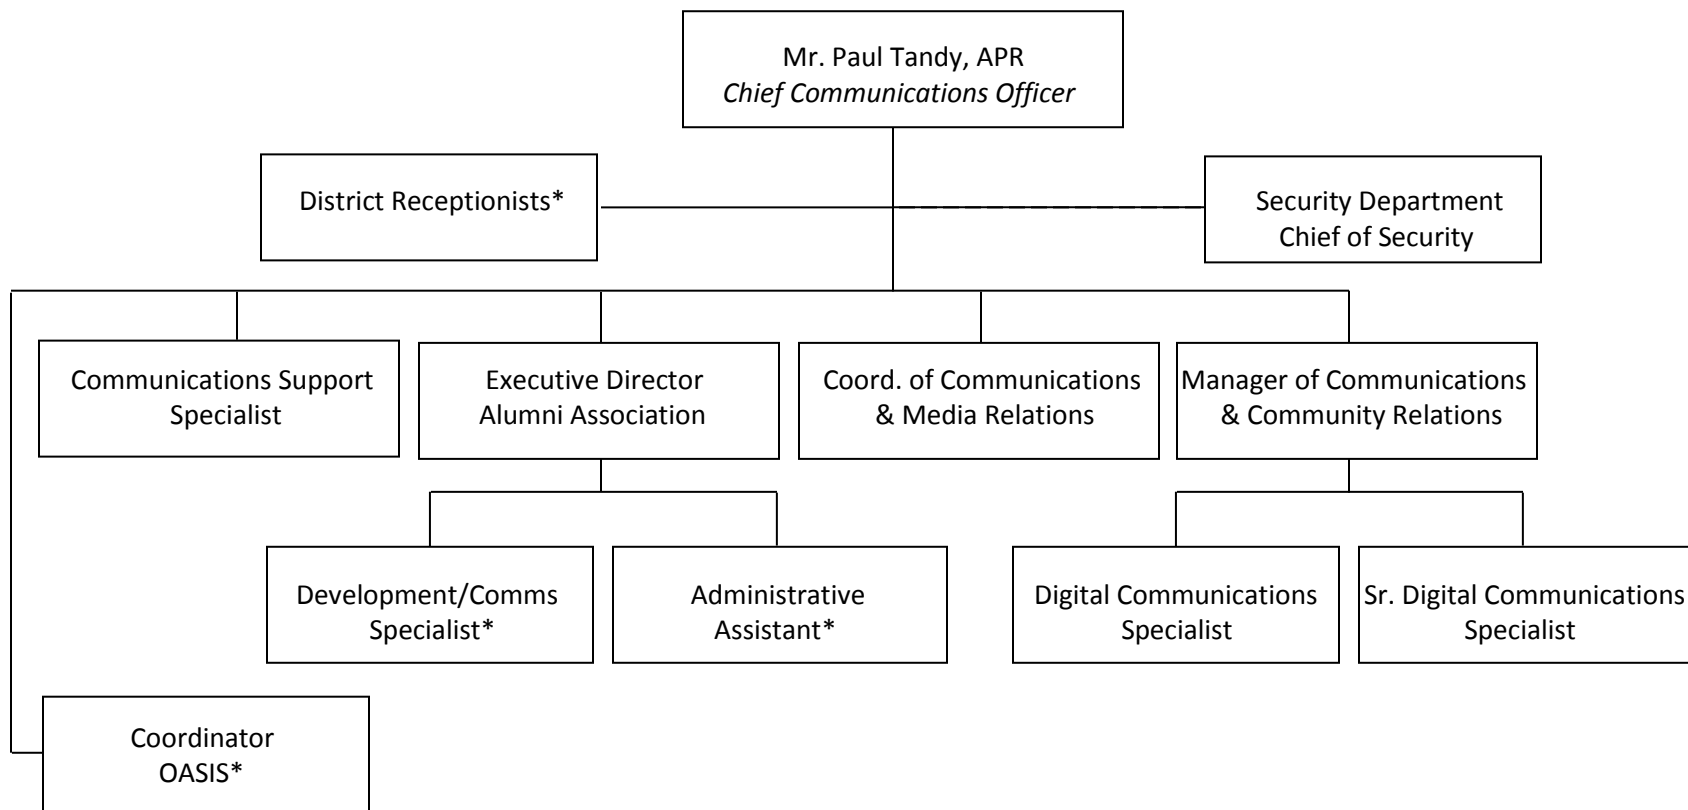 Mr. Paul Tandy, APR
Chief Communications Officer
District Receptionists*
Security Department
Chief of Security
Communications Support
Specialist
Executive Director
Alumni Association
Coord. of Communications
& Media Relations
Manager of Communications
& Community Relations
Development/Comms
Specialist*
Administrative
Assistant*
Digital Communications
Specialist
Sr. Digital Communications
Specialist
Coordinator
OASIS*